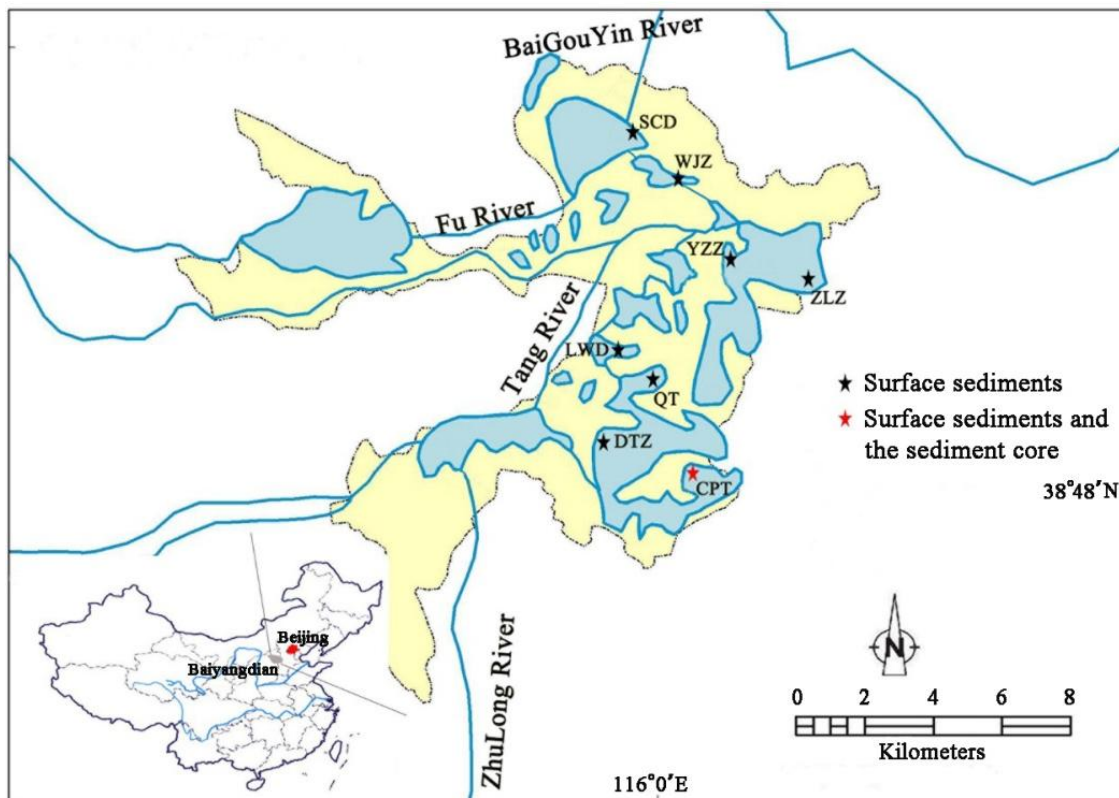 BaiGouYin River
SCD
WJZ
Fu River
YZZ
ZLZ
Tang River
LWD
QT
Surface sediments
DTZ
Surface sediments and
the sediment core
CPT
38°48′N
Beijing
Baiyangdian
ZhuLong River
N
0 2 4 6 8
Kilometers
116°0′E